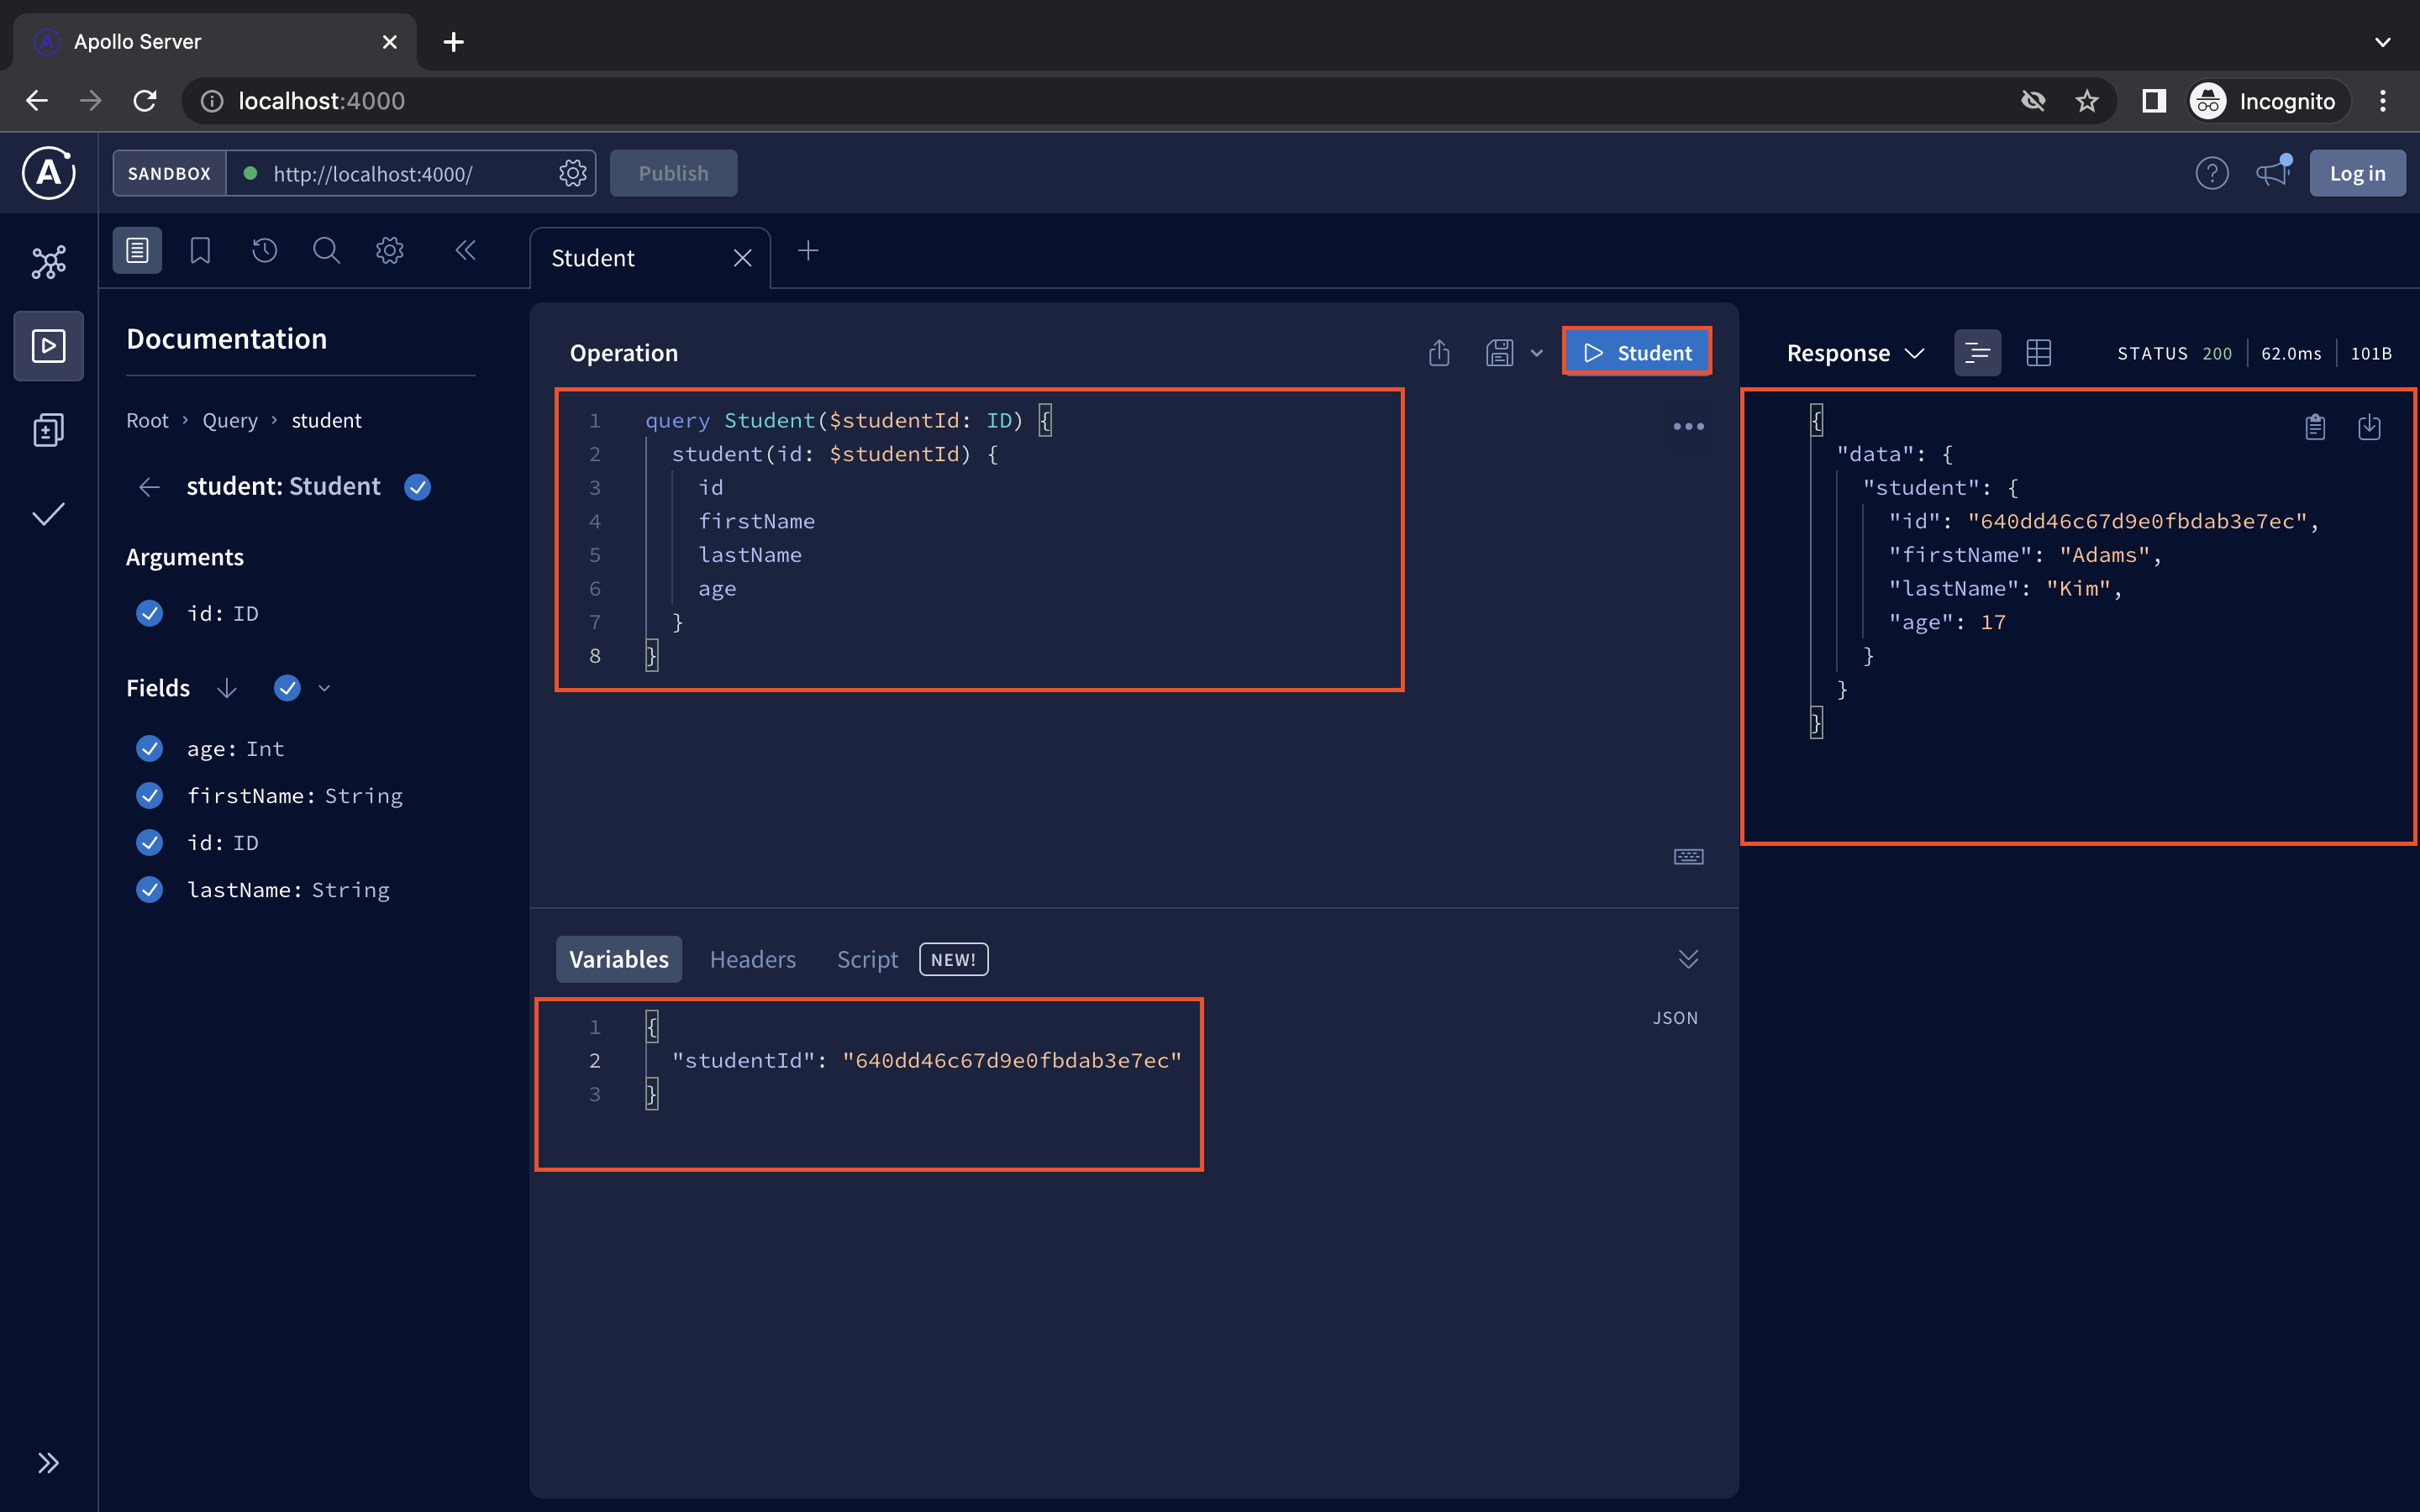 Apollo Server
localhost:4000
Incognito
SANDBOX
http://localhost:4000/
Publish
Log in
Student
Documentation
Root › Query › student
student: Student
Arguments
id: ID
Fields
age: Int
firstName: String
id: ID
lastName: String
Operation
Student
1 query Student($studentId: ID) {
2 student(id: $studentId) {
3 id
4 firstName
5 lastName
6 age
7 }
8 }
Variables Headers Script NEW!
JSON
1 {
2 "studentId": "640dd46c67d9e0fbdab3e7ec"
3 }
Response
STATUS 200 62.0ms 101B
{
"data": {
"student": {
"id": "640dd46c67d9e0fbdab3e7ec",
"firstName": "Adams",
"lastName": "Kim",
"age": 17
}
}
}